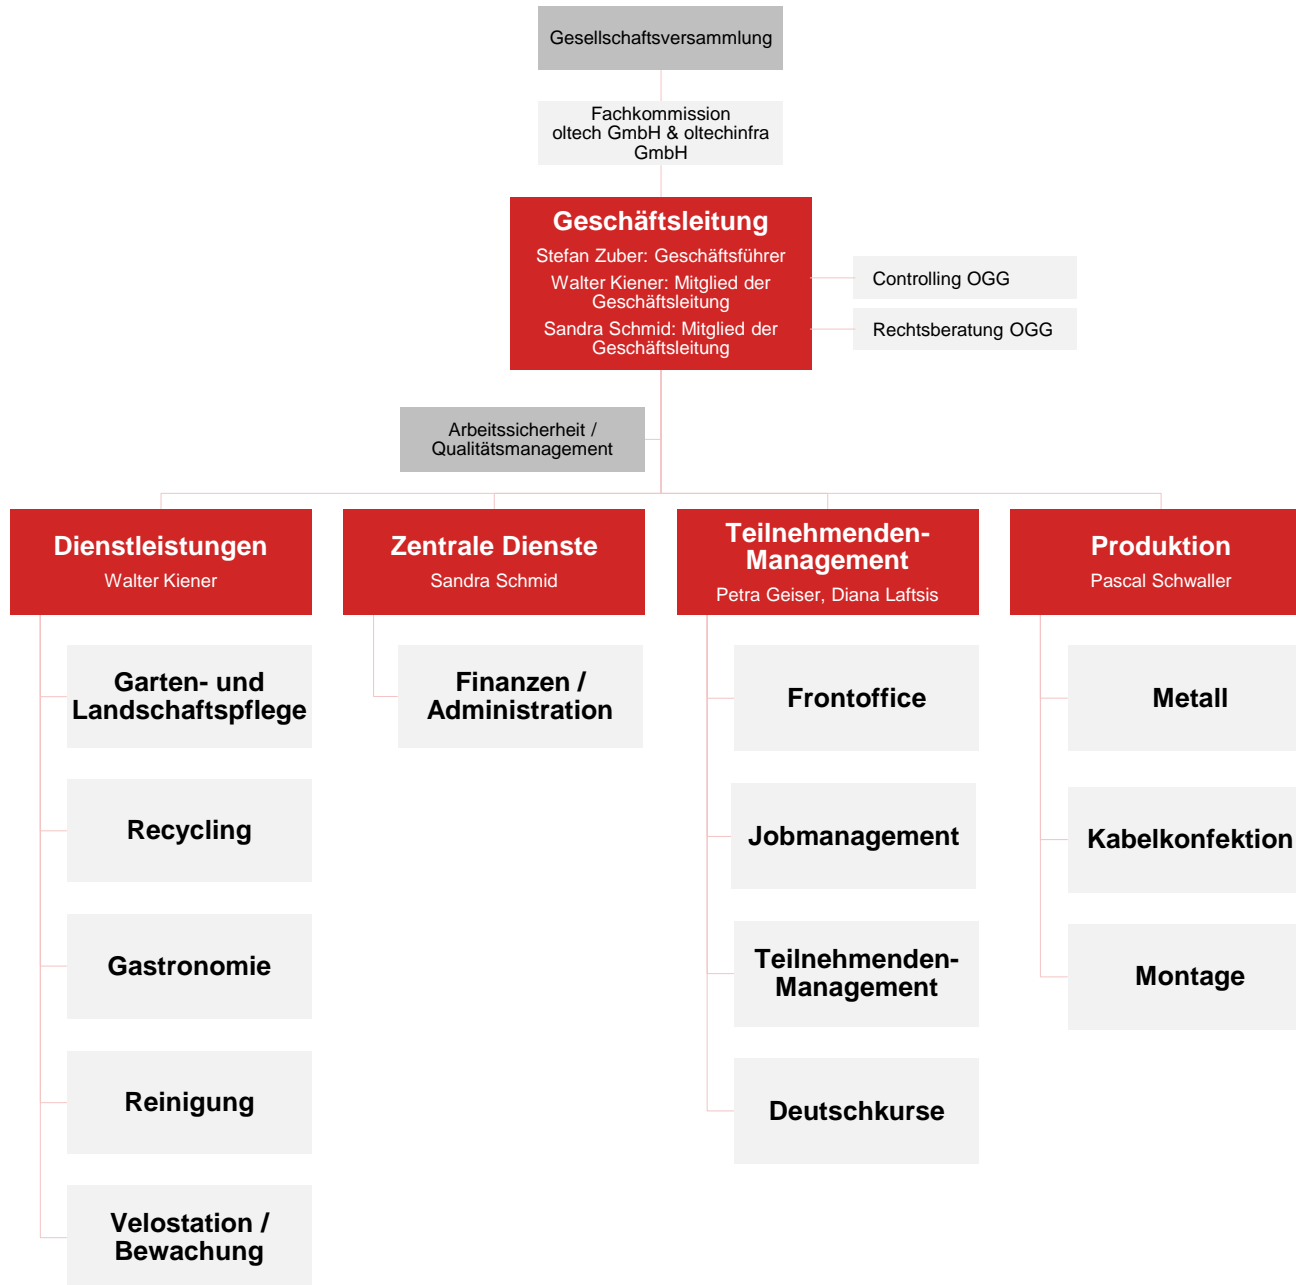 Gesellschaftsversammlung
Fachkommission
oltech GmbH & oltechinfra
GmbH
Geschäftsleitung
Stefan Zuber: Geschäftsführer
Walter Kiener: Mitglied der
Geschäftsleitung
Sandra Schmid: Mitglied der
Geschäftsleitung
Controlling OGG
Rechtsberatung OGG
Arbeitssicherheit /
Qualitätsmanagement
Dienstleistungen
Walter Kiener
Garten- und
Landschaftspflege
Recycling
Gastronomie
Reinigung
Velostation /
Bewachung
Zentrale Dienste
Sandra Schmid
Finanzen /
Administration
Teilnehmenden-
Management
Petra Geiser, Diana Laftsis
Frontoffice
Jobmanagement
Teilnehmenden-
Management
Deutschkurse
Produktion
Pascal Schwaller
Metall
Kabelkonfektion
Montage